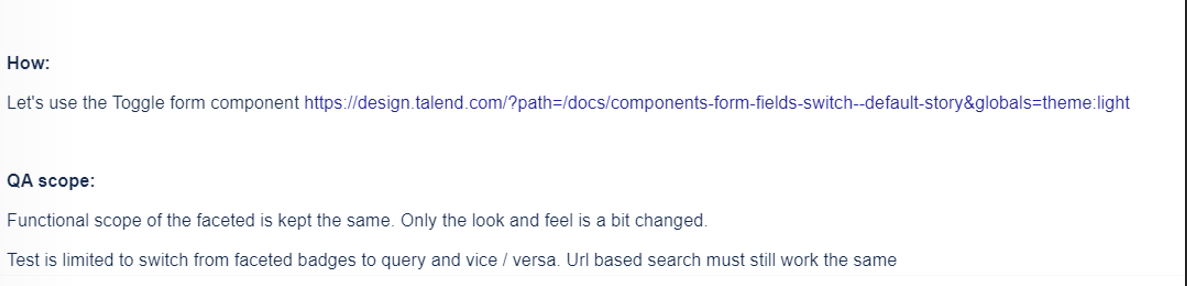 How:
Let's use the Toggle form component https://design.talend.com/?path=/docs/components-form-fields-switch--default-story&globals=theme:light
QA scope:
Functional scope of the faceted is kept the same. Only the look and feel is a bit changed.
Test is limited to switch from faceted badges to query and vice / versa. Url based search must still work the same